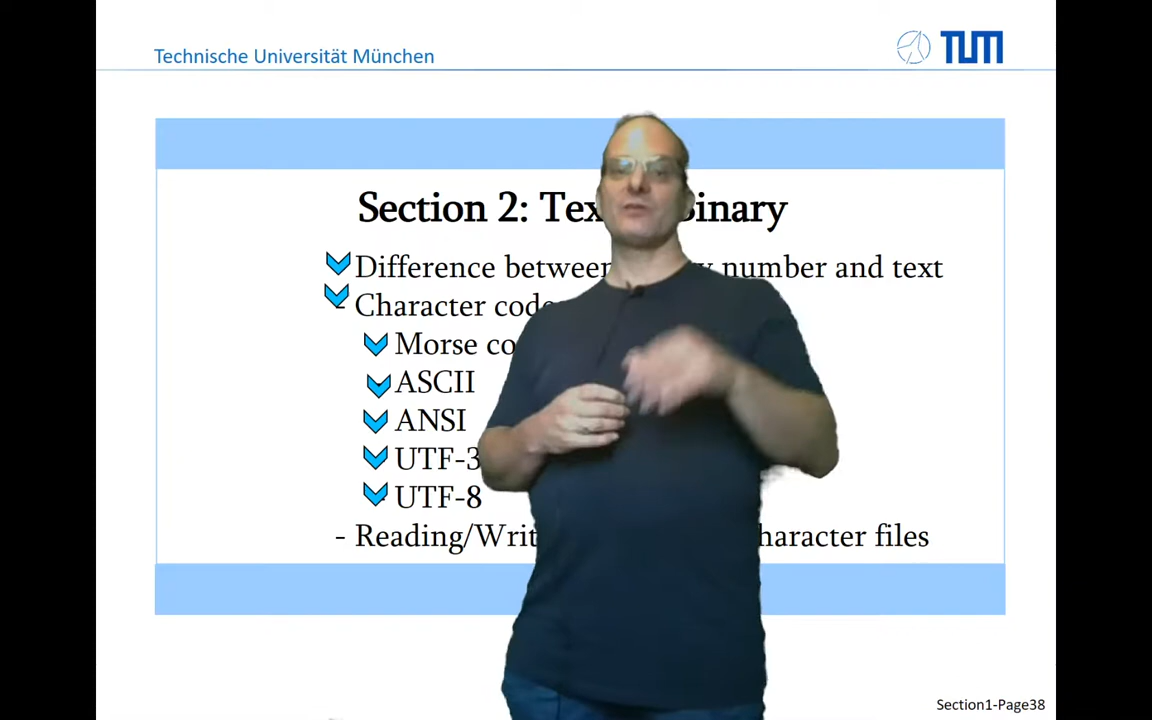 Technische Universität München
TUM
Section 2: Tex Binary
Difference between number and text
- Character code
Morse co
ASCII
ANSI
UTF-3
UTF-8
- Reading/Writ haracter files
Section1-Page38